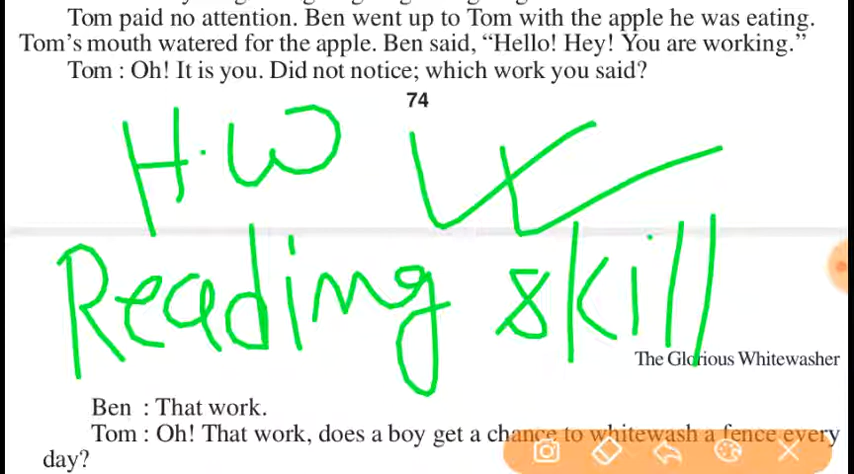 Tom paid no attention. Ben went up to Tom with the apple he was eating.
Tom's mouth watered for the apple. Ben said, “Hello! Hey! You are working.”
Tom : Oh! It is you. Did not notice; which work you said?
74
H.W
Reading skill
The Glorious Whitewasher
Ben : That work.
Tom : Oh! That work, does a boy get a chance to whitewash a fence every
day?